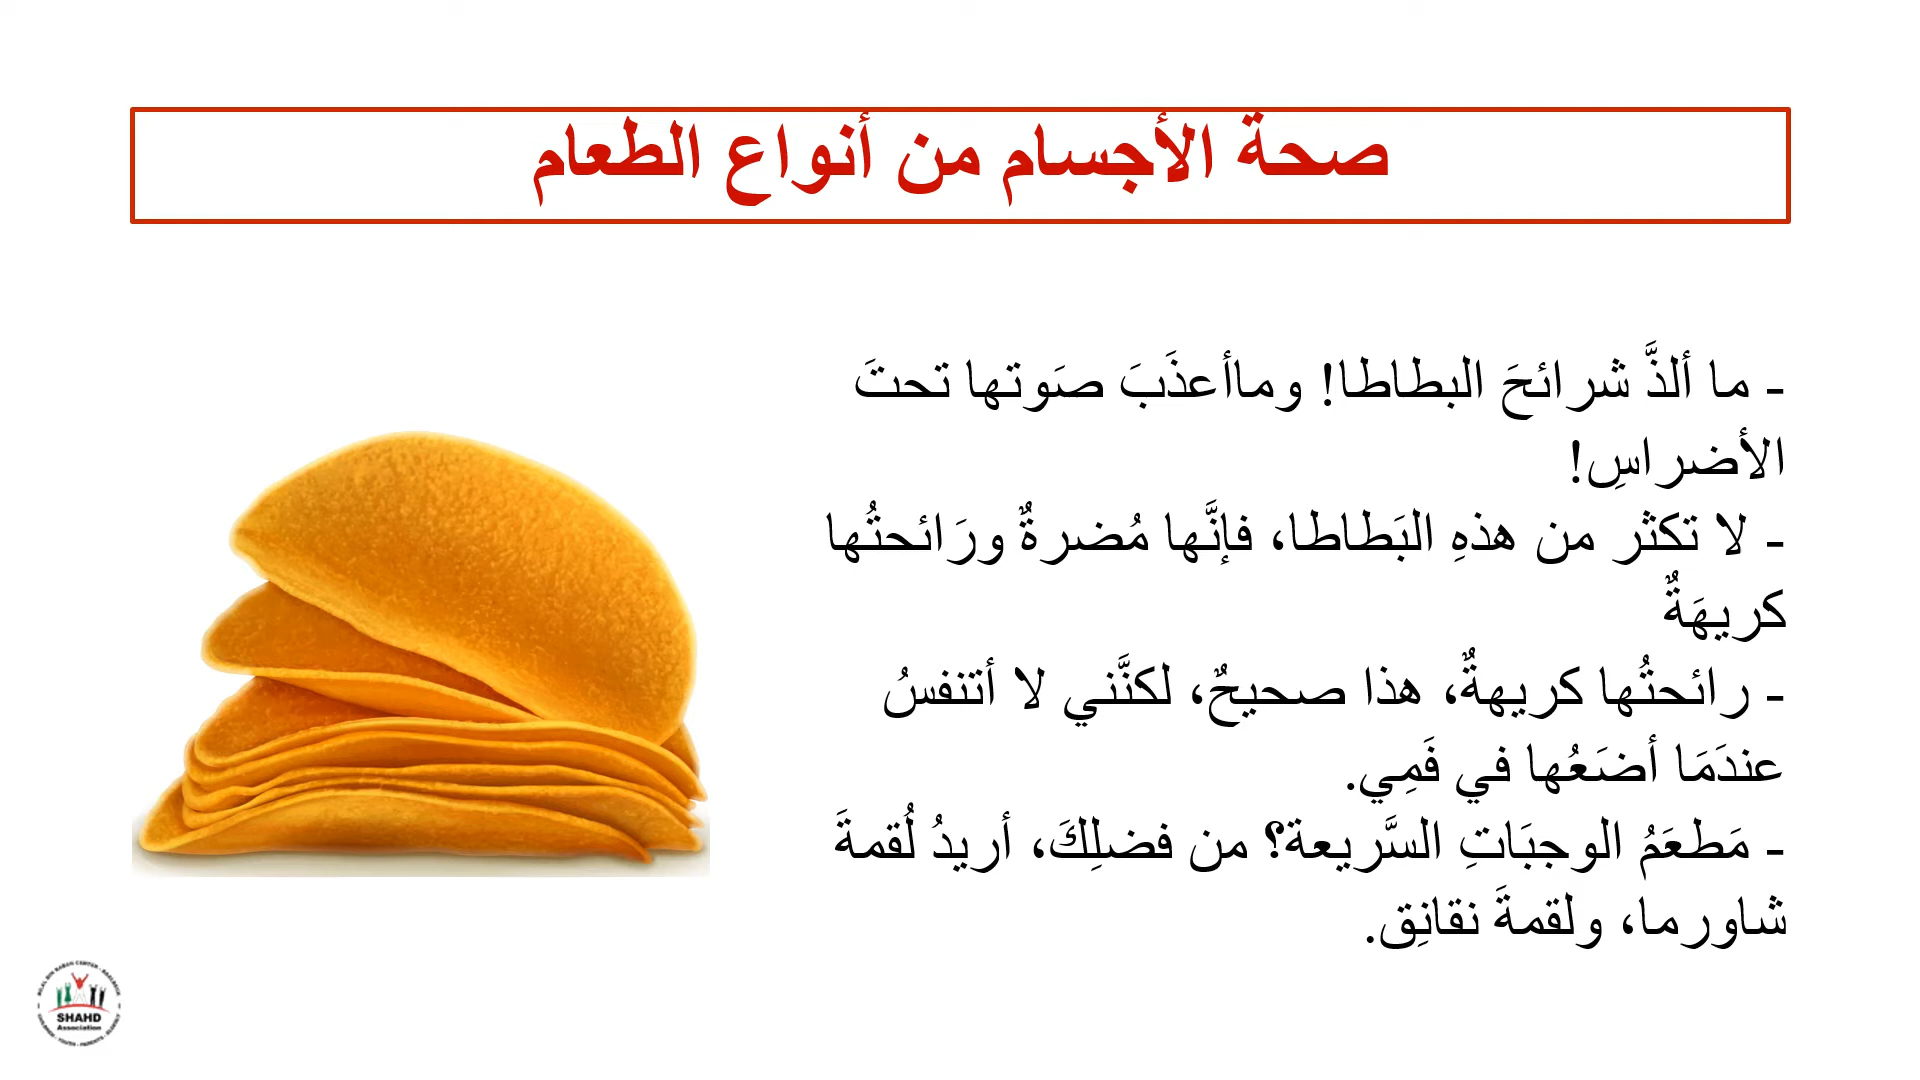 صحة الأجسام من أنواع الطعام
- ما ألذَّ شرائحَ البطاطا! وماأعذَبَ صَوتها تحتَ
الأضراسِ!
- لا تكثر من هذهِ البَطاطا، فإنَّها مُضرةٌ ورَائحتُها
كريهَةٌ
- رائحتُها كريهةٌ، هذا صحيحٌ، لكنَّني لا أتنفسُ
عندَمَا أضَعُها في فَمِي.
- مَطعَمُ الوجبَاتِ السَّريعة؟ من فضلِكَ، أريدُ لُقمةَ
شاورما، ولقمةَ نقانِق.
SHAHD
Association